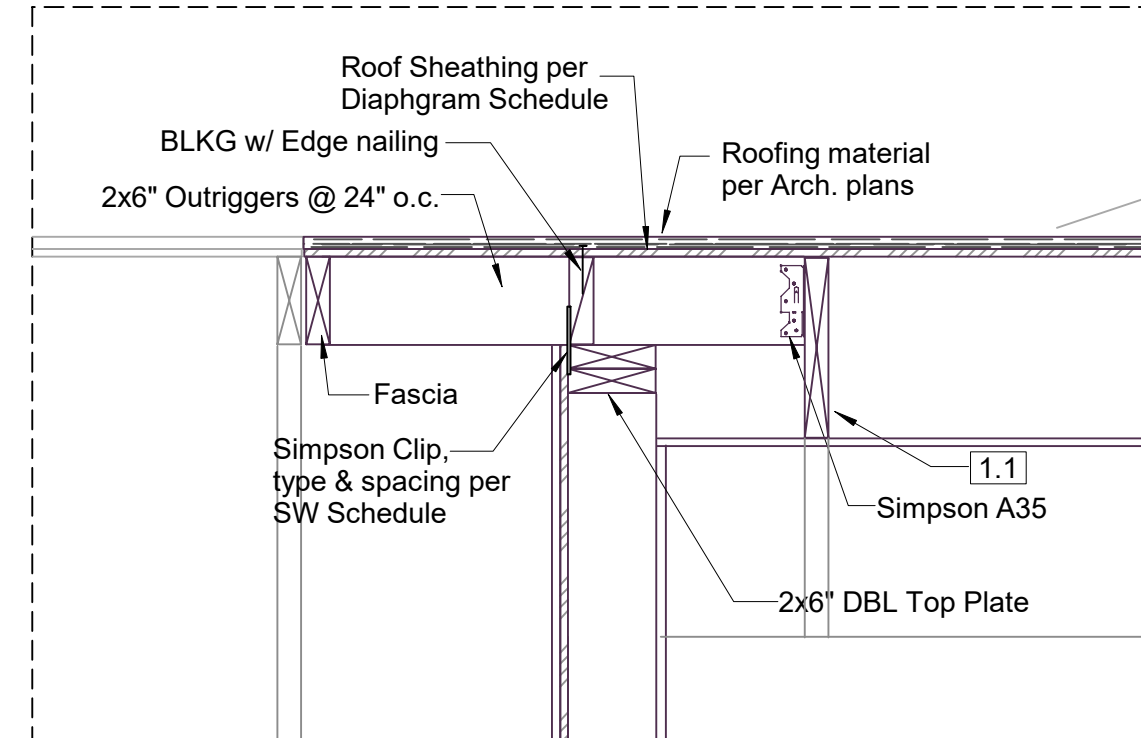 Roof Sheathing per
Diaphgram Schedule
BLKG w/ Edge nailing
2x6" Outriggers @ 24" o.c.
Roofing material
per Arch. plans
Fascia
Simpson Clip,
type & spacing per
SW Schedule
1.1
Simpson A35
2x6" DBL Top Plate